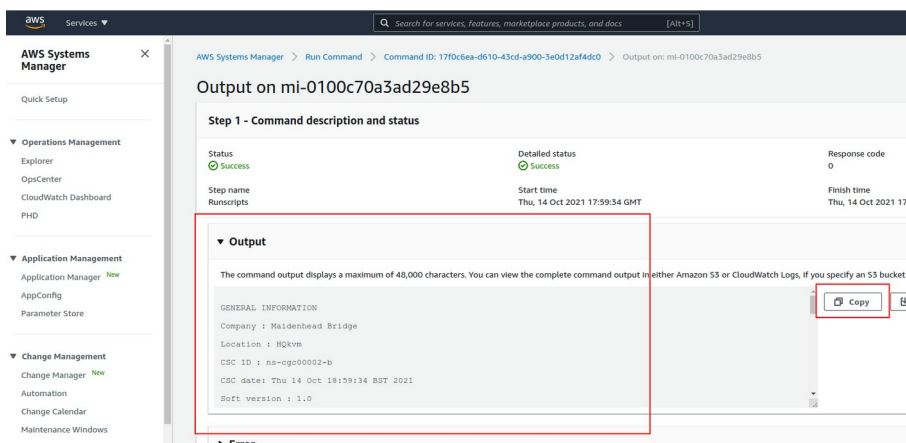 aws
Services ▼
Search for services, features, marketplace products, and docs [Alt+S]
AWS Systems Manager ×
Quick Setup
▼ Operations Management
Explorer
OpsCenter
CloudWatch Dashboard
PHD
▼ Application Management
Application Manager New
AppConfig
Parameter Store
▼ Change Management
Change Manager New
Automation
Change Calendar
Maintenance Windows
AWS Systems Manager > Run Command > Command ID: 17f0c6ea-d610-43cd-a900-3e0d12af4dc0 > Output on: mi-0100c70a3ad29e8b5
Output on mi-0100c70a3ad29e8b5
Step 1 - Command description and status
Status
Success
Detailed status
Success
Response code
0
Step name
Runscripts
Start time
Thu, 14 Oct 2021 17:59:34 GMT
Finish time
Thu, 14 Oct 2021 17
▼ Output
The command output displays a maximum of 48,000 characters. You can view the complete command output in either Amazon S3 or CloudWatch Logs, if you specify an S3 bucket
GENERAL INFORMATION
Company : Maidenhead Bridge
Location : HQkvm
CSC ID : ns-cgc00002-b
CSC date: Thu 14 Oct 18:59:34 BST 2021
Soft version : 1.0
Copy
Error